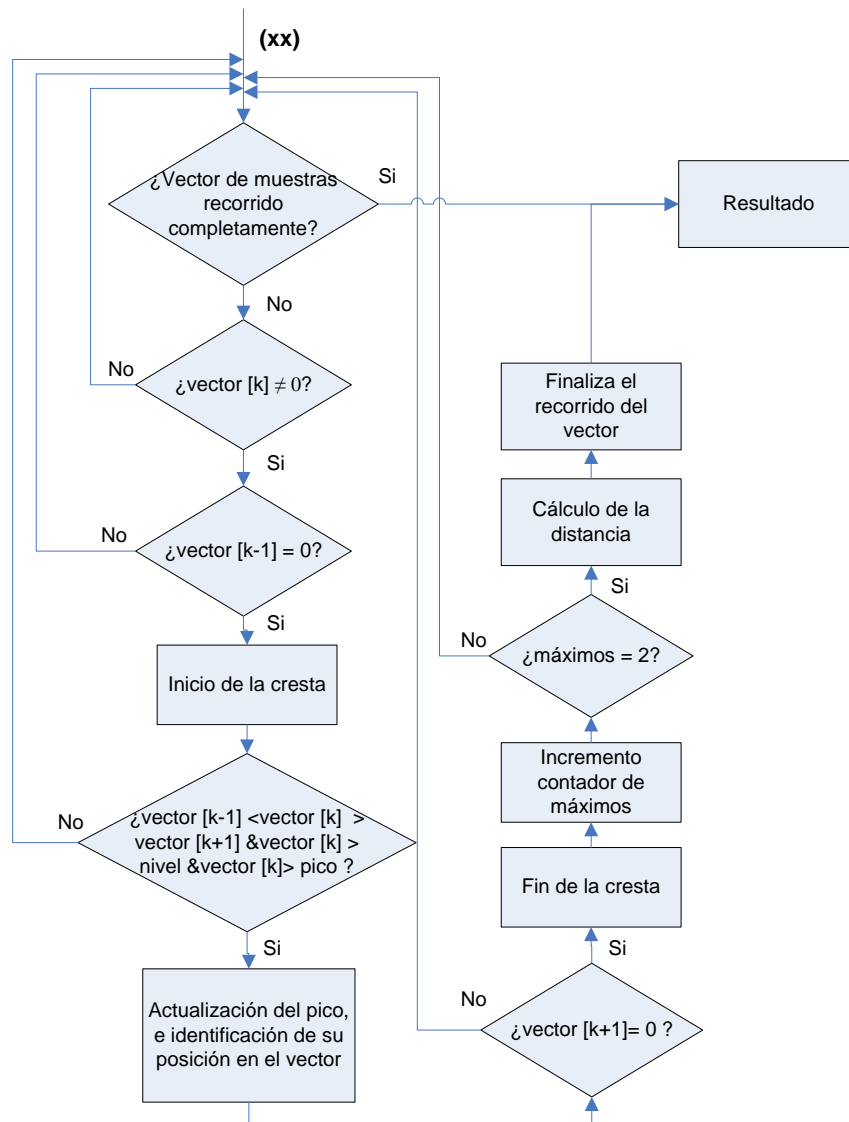 (xx)
¿Vector de muestras
recorrido
completamente?
Si
Resultado
No
¿vector [k] ≠ 0?
No
Si
¿vector [k-1] = 0?
No
Si
Inicio de la cresta
¿vector [k-1] <vector [k] >
vector [k+1] &vector [k] >
nivel &vector [k]> pico ?
No
Si
Actualización del pico,
e identificación de su
posición en el vector
Finaliza el
recorrido del
vector
Cálculo de la
distancia
Si
No
¿máximos = 2?
Incremento
contador de
máximos
Fin de la cresta
Si
No
¿vector [k+1]= 0 ?